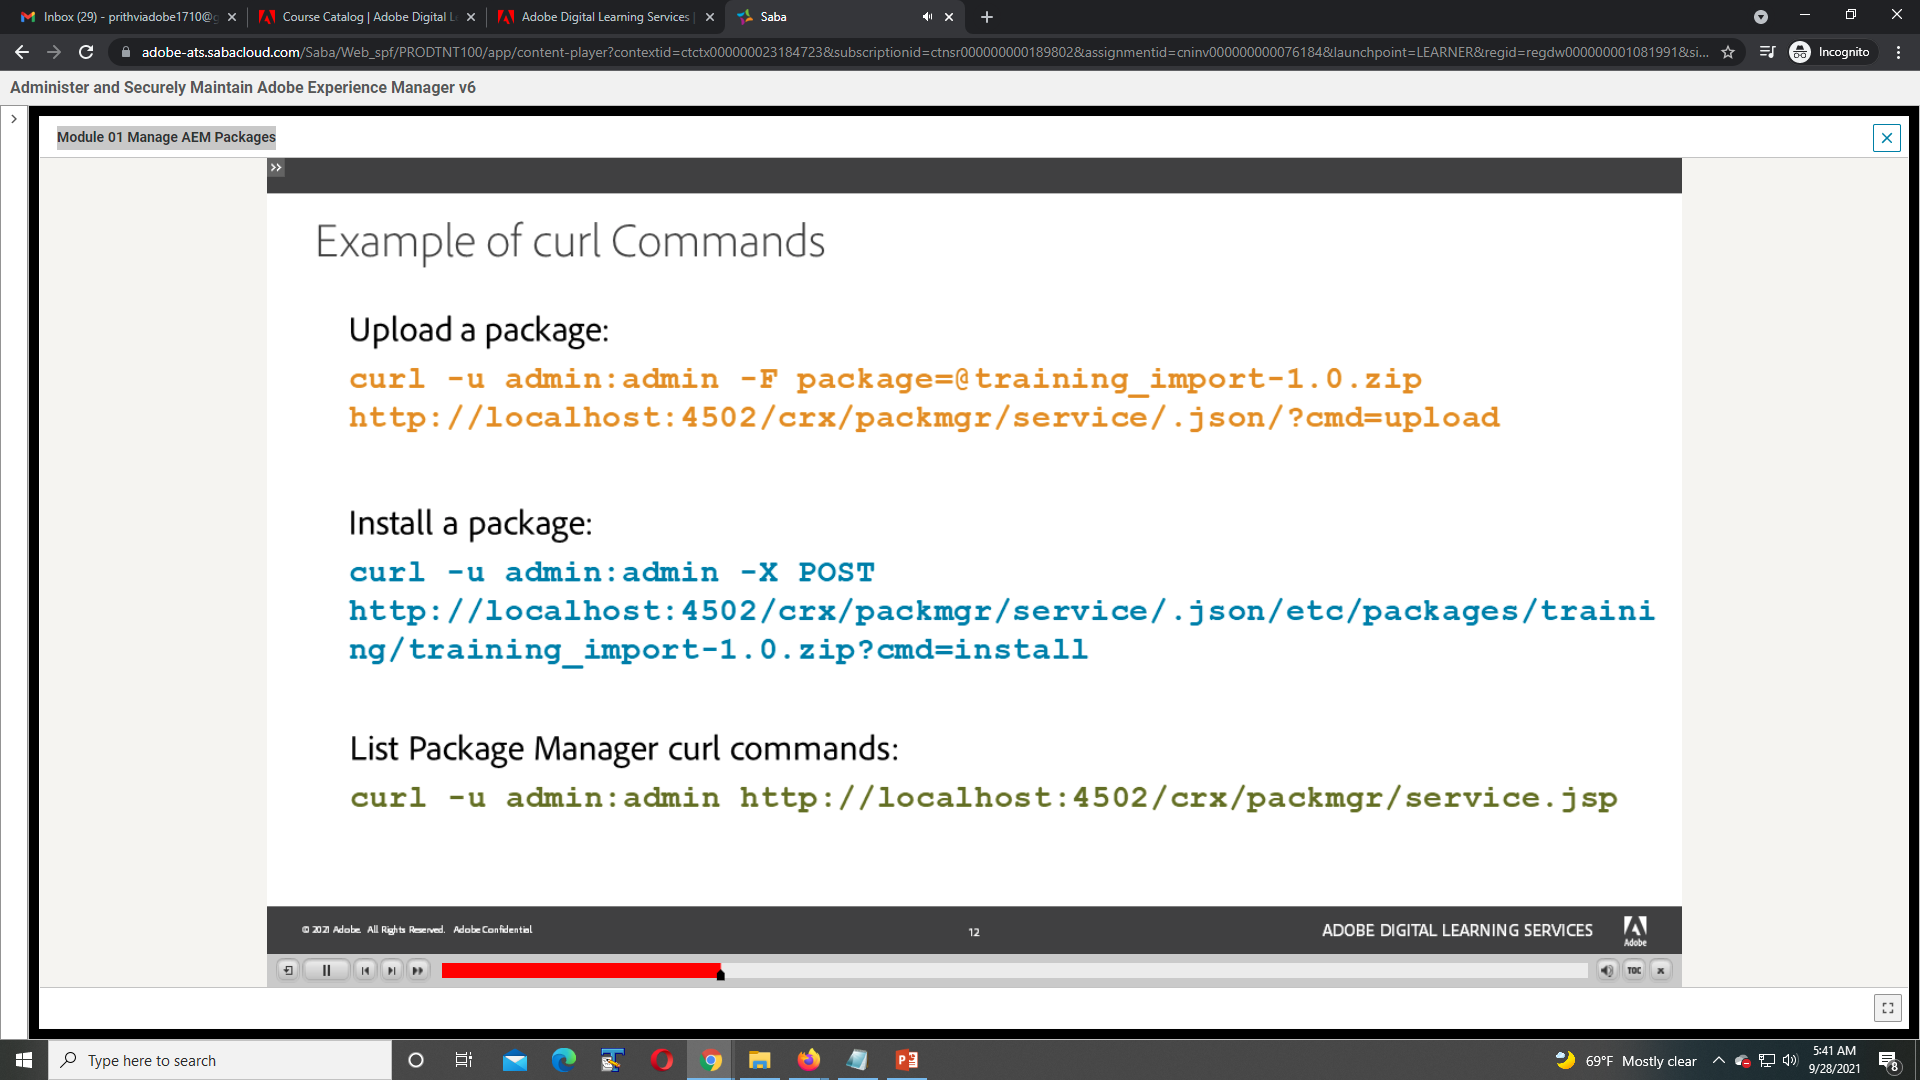 Inbox (29) - prithviadobe1710@g
Course Catalog | Adobe Digital L
Adobe Digital Learning Services |
Saba
adobe-ats.sabacloud.com/Saba/Web_spf/PRODTNT100/app/content-player?contextid=ctctx000000023184723&subscriptionid=ctnsr0000000000189802&assignmentid=cninv000000000076184&launchpoint=LEARNER&regid=regdw000000001081991&si...
Incognito
Administer and Securely Maintain Adobe Experience Manager v6
Module 01 Manage AEM Packages
Example of curl Commands
Upload a package:
curl -u admin:admin -F package=@training_import-1.0.zip
http://localhost:4502/crx/packmgr/service/.json/?cmd=upload
Install a package:
curl -u admin:admin -X POST
http://localhost:4502/crx/packmgr/service/.json/etc/packages/traini
ng/training_import-1.0.zip?cmd=install
List Package Manager curl commands:
curl -u admin:admin http://localhost:4502/crx/packmgr/service.jsp
© 2021 Adobe. All Rights Reserved. Adobe Confidential
12
ADOBE DIGITAL LEARNING SERVICES
Adobe
TOC
Type here to search
69°F Mostly clear
5:41 AM
9/28/2021
8